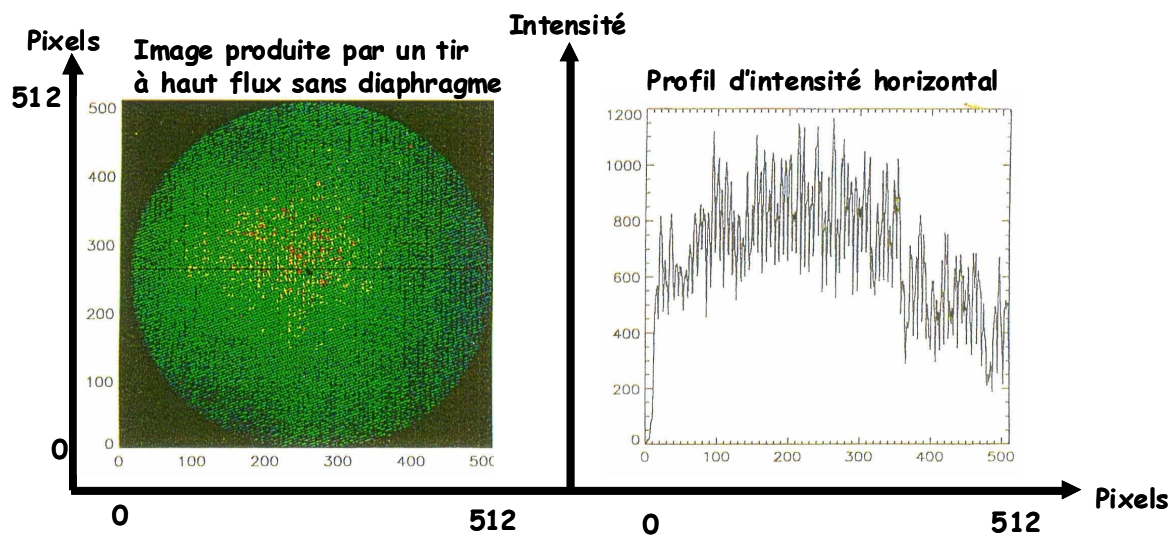 Pixels
Image produite par un tir
à haut flux sans diaphragme
512
500
400
300
200
100
0
0
0 100 200 300 400 500
0 512
Intensité
Profil d'intensité horizontal
1200
1000
800
600
400
200
0
0 100 200 300 400 500
0 512
Pixels